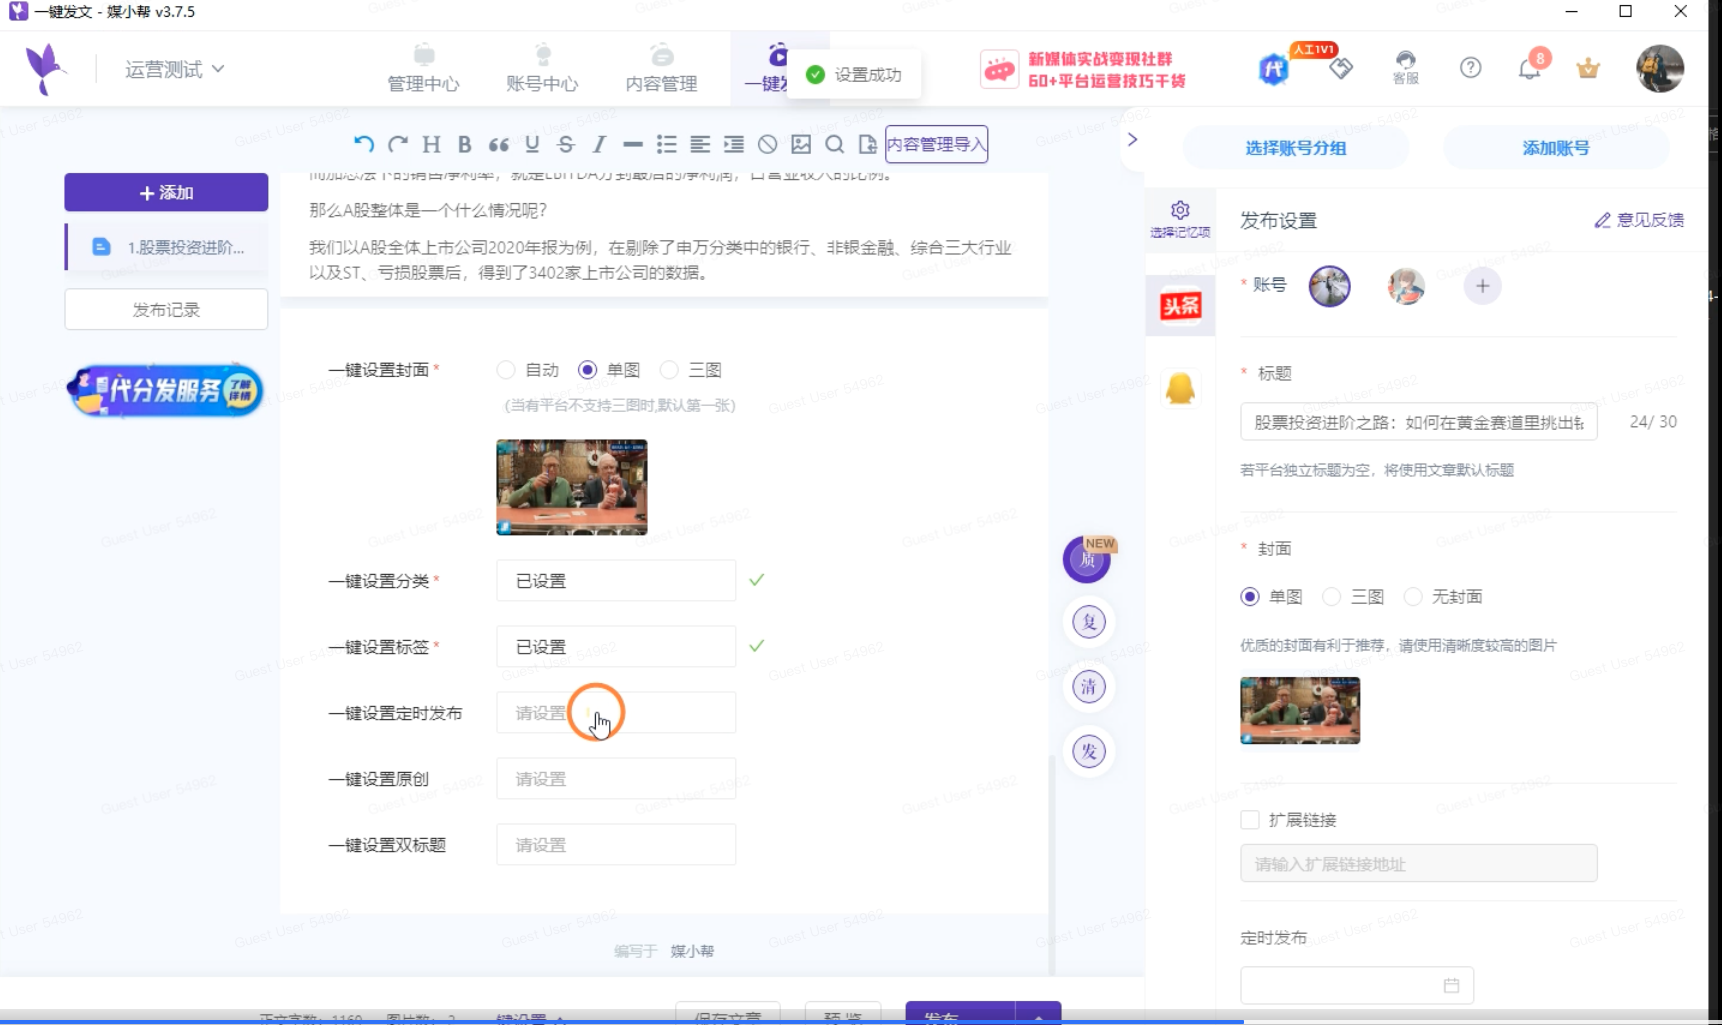 一键发文 - 媒小帮 v3.7.5
运营测试
管理中心
账号中心
内容管理
一键发
设置成功
新媒体实战变现社群
60+平台运营技巧干货
人工1V1
客服
8
H B U S I
内容管理导入
选择账号分组
添加账号
添加
1.股票投资进阶...
发布记录
代分发服务
了解
详情
那么A股整体是一个什么情况呢?
我们以A股全体上市公司2020年报为例，在剔除了申万分类中的银行、非银金融、综合三大行业
以及ST、亏损股票后，得到了3402家上市公司的数据。
一键设置封面*
自动
单图
三图
(当有平台不支持三图时,默认第一张)
一键设置分类*
已设置
一键设置标签*
已设置
一键设置定时发布
请设置
一键设置原创
请设置
一键设置双标题
请设置
编写于 媒小帮
NEW
质
复
清
发
选择记忆项
头条
发布设置
意见反馈
* 账号
* 标题
股票投资进阶之路：如何在黄金赛道里挑出
24/ 30
若平台独立标题为空，将使用文章默认标题
* 封面
单图
三图
无封面
优质的封面有利于推荐，请使用清晰度较高的图片
扩展链接
请输入扩展链接地址
定时发布
保存文章
预览
发布
Guest User 54962